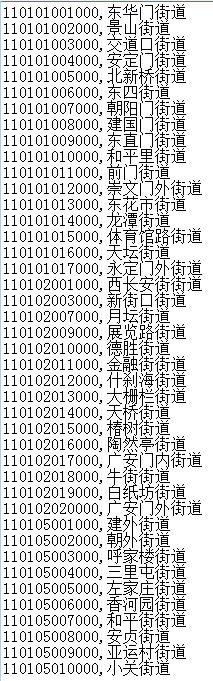 110101001000,东华门街道
110101002000,景山街道
110101003000,交道口街道
110101004000,安定门街道
110101005000,北新桥街道
110101006000,东四街道
110101007000,朝阳门街道
110101008000,建国门街道
110101009000,东直门街道
110101010000,和平里街道
110101011000,前门街道
110101012000,崇文门外街道
110101013000,东花市街道
110101014000,龙潭街道
110101015000,体育馆路街道
110101016000,天坛街道
110101017000,永定门外街道
110102001000,西长安街街道
110102003000,新街口街道
110102007000,月坛街道
110102009000,展览路街道
110102010000,德胜街道
110102011000,金融街街道
110102012000,什刹海街道
110102013000,大栅栏街道
110102014000,天桥街道
110102015000,椿树街道
110102016000,陶然亭街道
110102017000,广安门内街道
110102018000,牛街街道
110102019000,白纸坊街道
110102020000,广安门外街道
110105001000,建外街道
110105002000,朝外街道
110105003000,呼家楼街道
110105004000,三里屯街道
110105005000,左家庄街道
110105006000,香河园街道
110105007000,和平街街道
110105008000,安贞街道
110105009000,亚运村街道
110105010000,小关街道